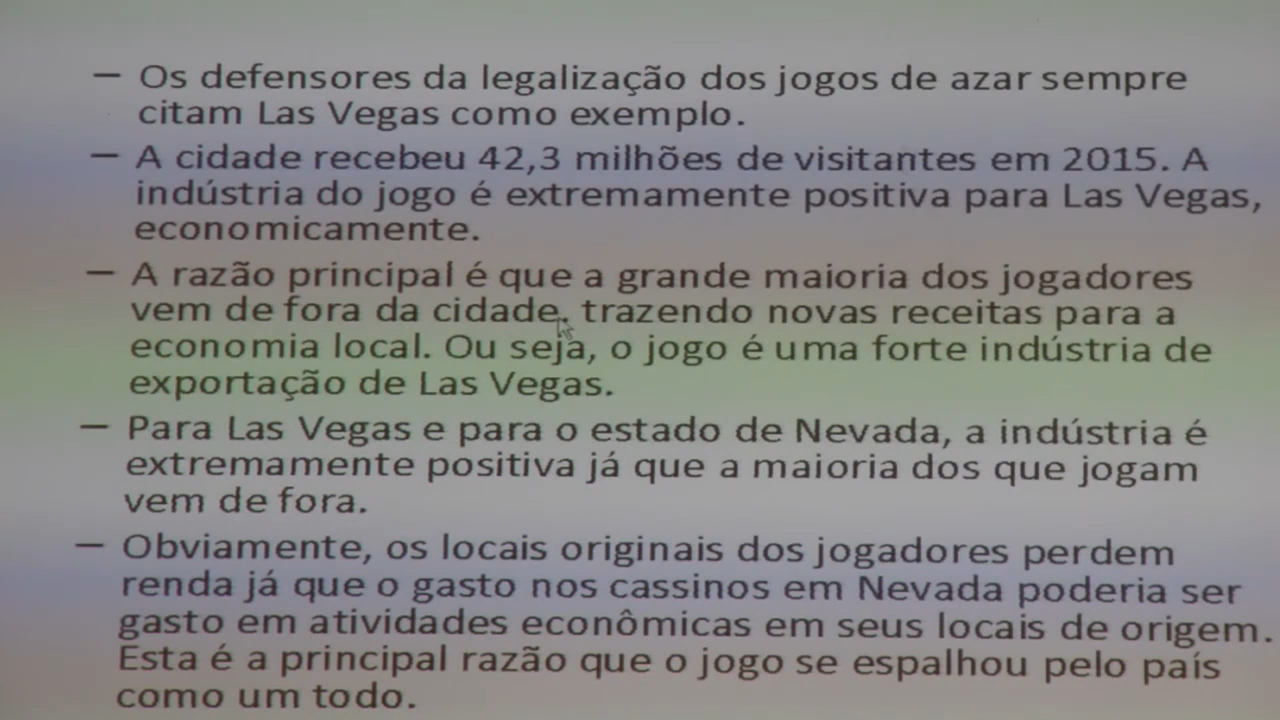 — Os defensores da legalização dos jogos de azar sempre
citam Las Vegas como exemplo.
— A cidade recebeu 42,3 milhões de visitantes em 2015. A
indústria do jogo é extremamente positiva para Las Vegas,
economicamente.
— A razão principal é que a grande maioria dos jogadores
vem de fora da cidade, trazendo novas receitas para a
economia local. Ou seja, o jogo é uma forte indústria de
exportação de Las Vegas.
— Para Las Vegas e para o estado de Nevada, a indústria é
extremamente positiva já que a maioria dos que jogam
vem de fora.
— Obviamente, os locais originais dos jogadores perdem
renda já que o gasto nos cassinos em Nevada poderia ser
gasto em atividades econômicas em seus locais de origem.
Esta é a principal razão que o jogo se espalhou pelo país
como um todo.